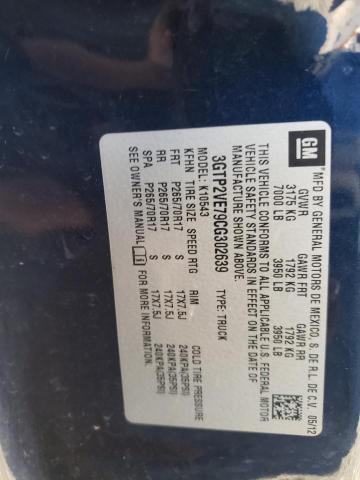 GM
MFD BY GENERAL MOTORS DE MEXICO, S. DE R.L. DE C.V. 05/12
GVWR GAWR FRT GAWR RR
3175 KG 1792 KG 1792 KG
7000 LB 3950 LB 3950 LB
THIS VEHICLE CONFORMS TO ALL APPLICABLE U.S. FEDERAL MOTOR
VEHICLE SAFETY STANDARDS IN EFFECT ON THE DATE OF
MANUFACTURE SHOWN ABOVE.
3GTP2VE79CG302639 TYPE: TRUCK
MODEL: K10543
KFHN TIRE SIZE SPEED RTG RIM COLD TIRE PRESSURE
FRT P265/70R17 S 17X7.5J 240KPA(35PSI)
RR P265/70R17 S 17X7.5J 240KPA(35PSI)
SPA P265/70R17 S 17X7.5J 240KPA(35PSI)
SEE OWNER'S MANUAL